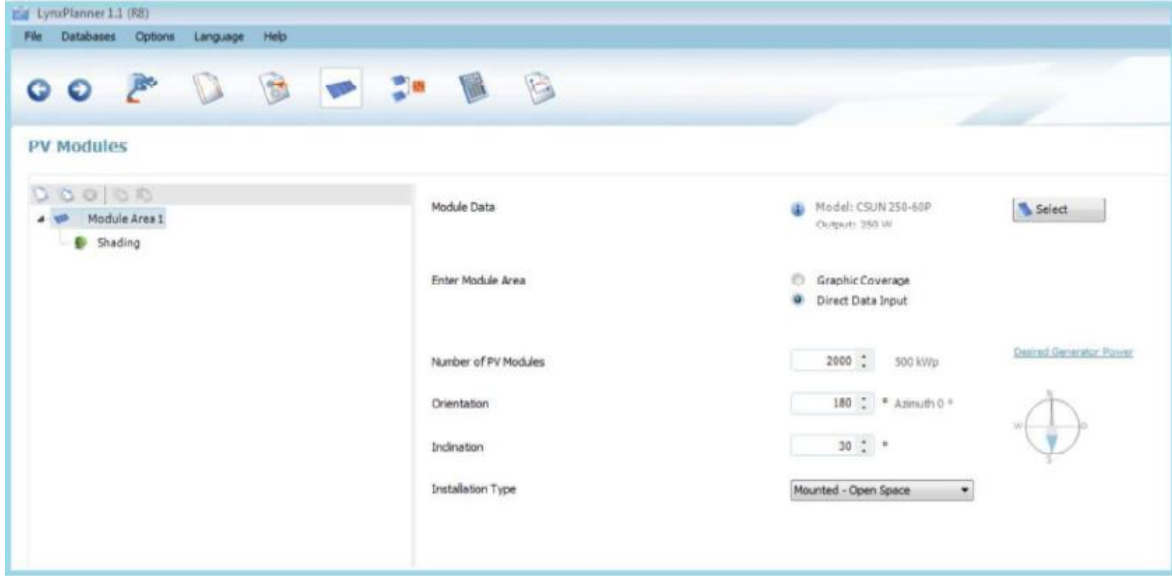 LynxPlanner 1.1 (R8)
File Databases Options Language Help
PV Modules
Module Area 1
Shading
Module Data
Model: CSUN 250-60P
Output: 250 W
Select
Enter Module Area
Graphic Coverage
Direct Data Input
Number of PV Modules
2000
500 kWp
Desired Generator Power
Orientation
180 ° Azimuth 0 °
N
W O
S
Inclination
30 °
Installation Type
Mounted - Open Space